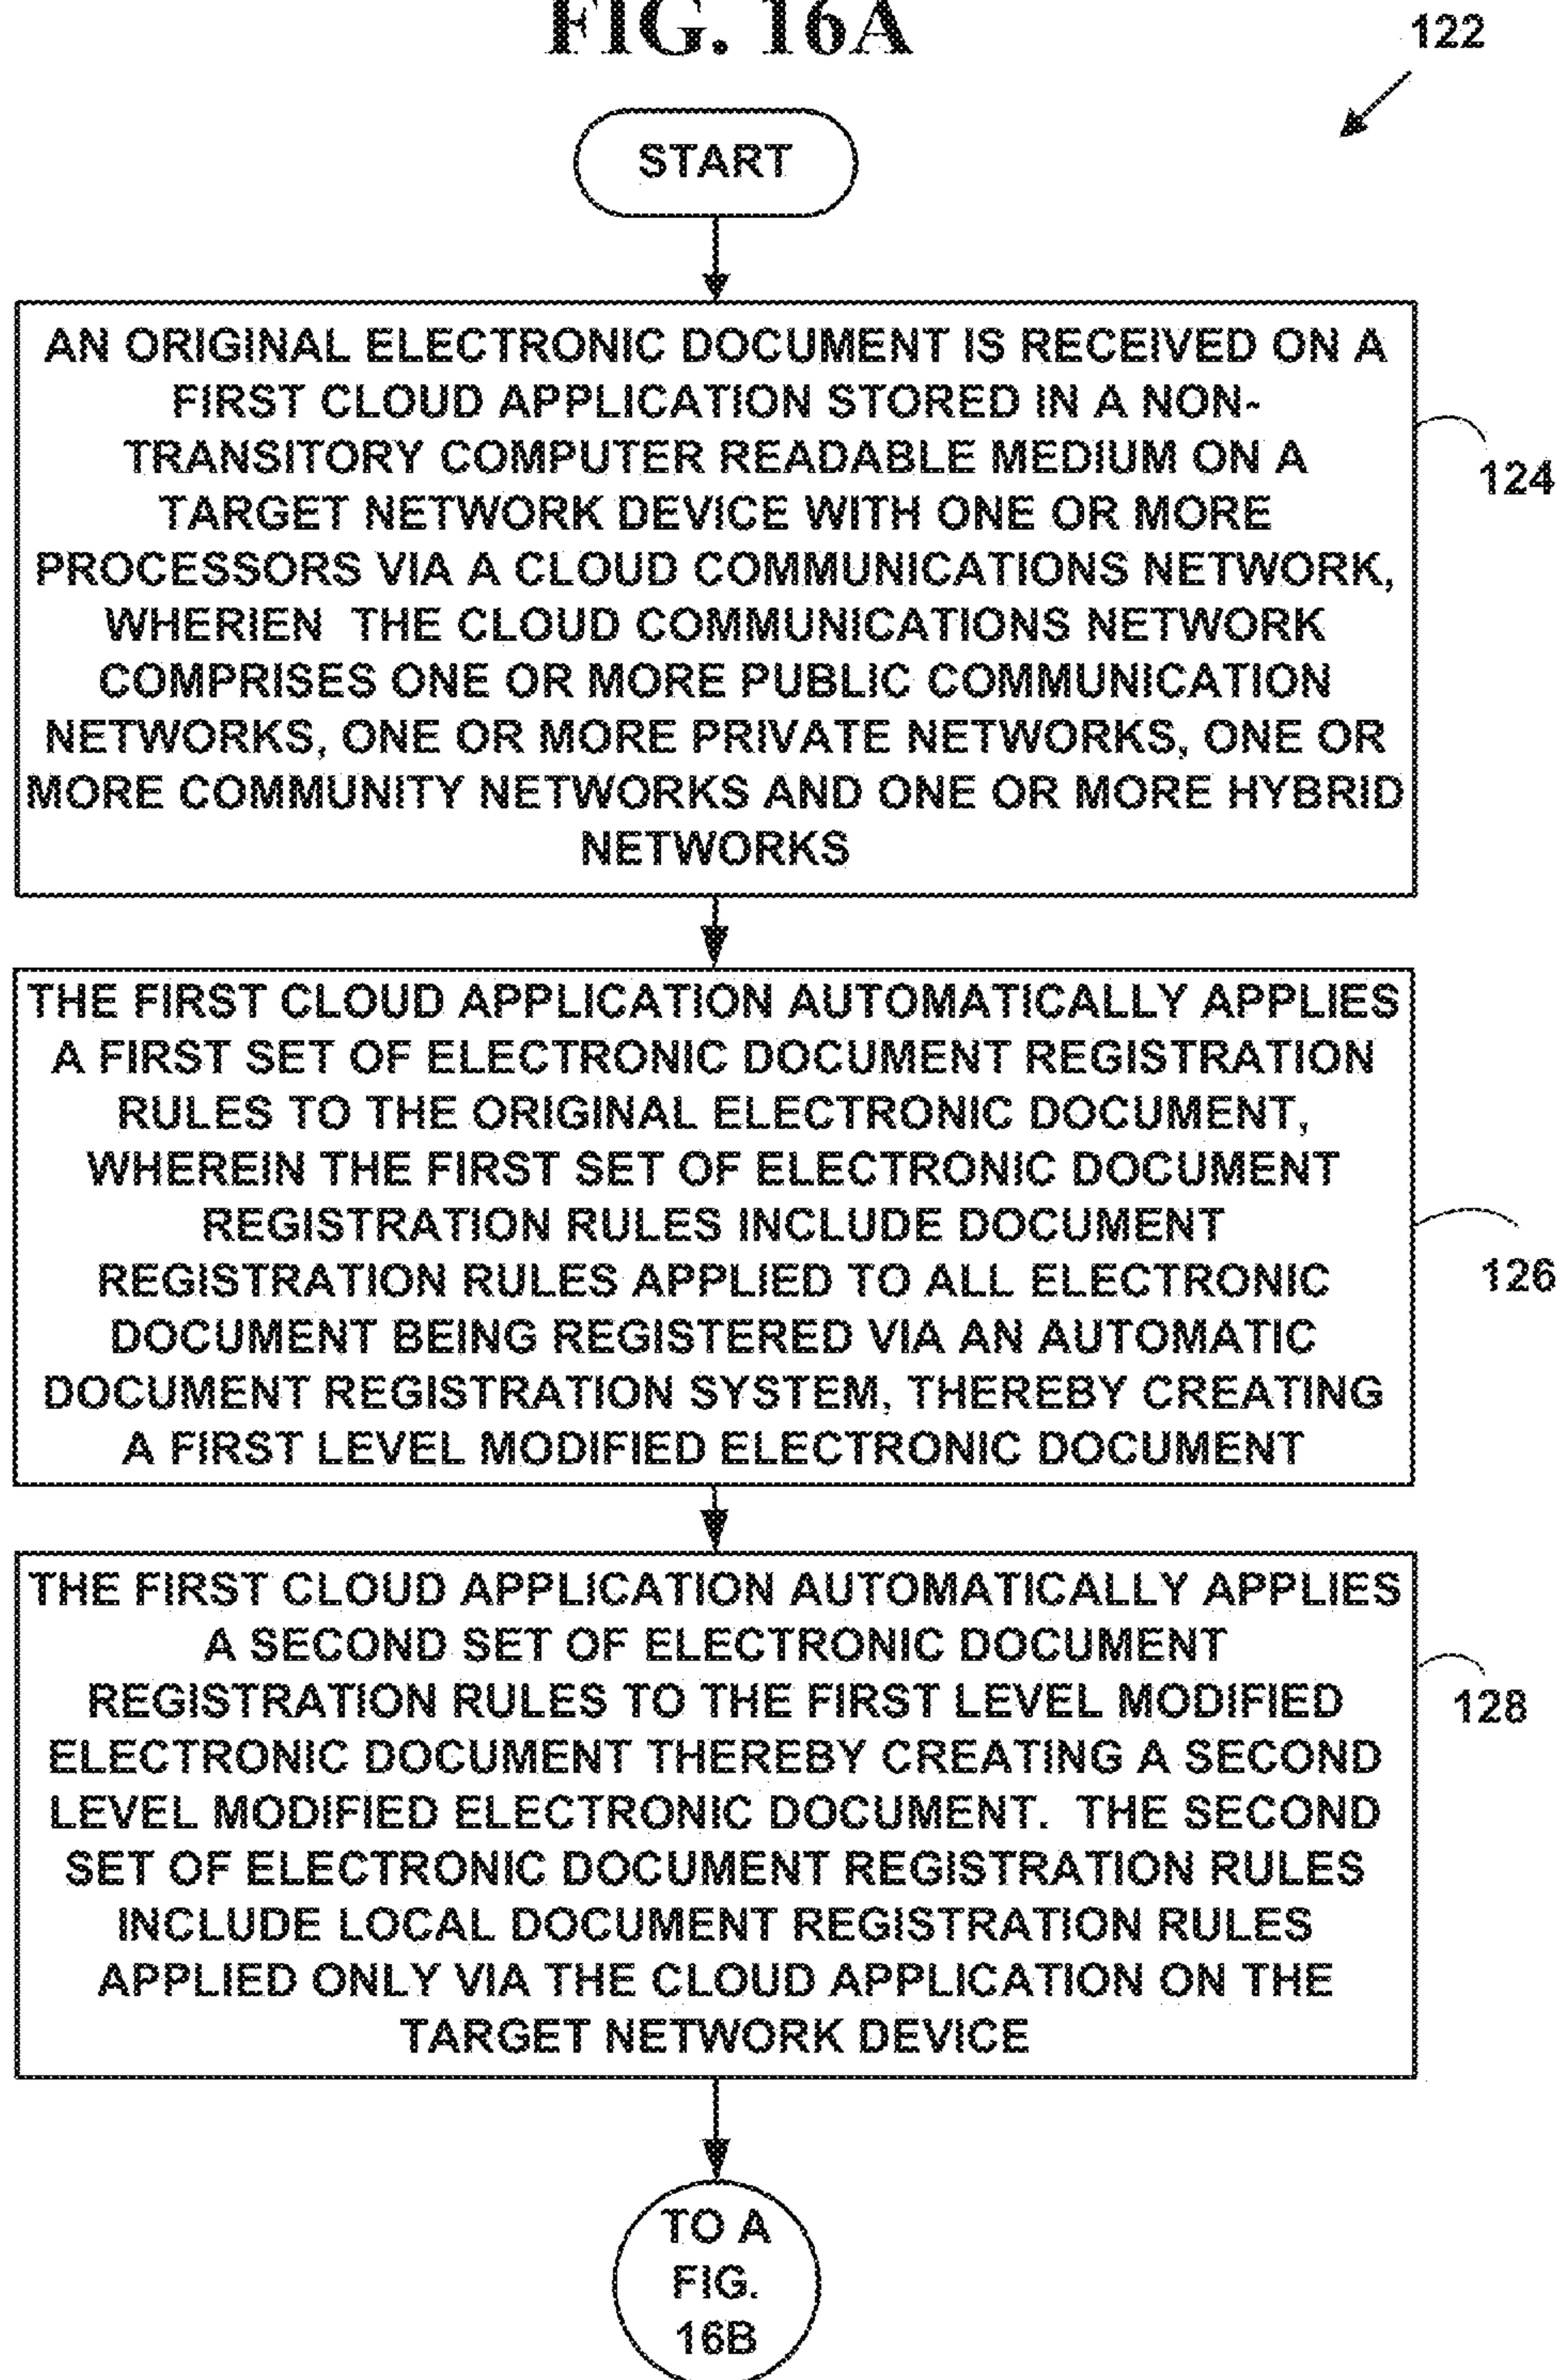 FIG. 16A
122
START
AN ORIGINAL ELECTRONIC DOCUMENT IS RECEIVED ON A
FIRST CLOUD APPLICATION STORED IN A NON-
TRANSITORY COMPUTER READABLE MEDIUM ON A
TARGET NETWORK DEVICE WITH ONE OR MORE
PROCESSORS VIA A CLOUD COMMUNICATIONS NETWORK,
WHERIEN THE CLOUD COMMUNICATIONS NETWORK
COMPRISES ONE OR MORE PUBLIC COMMUNICATION
NETWORKS, ONE OR MORE PRIVATE NETWORKS, ONE OR
MORE COMMUNITY NETWORKS AND ONE OR MORE HYBRID
NETWORKS
124
THE FIRST CLOUD APPLICATION AUTOMATICALLY APPLIES
A FIRST SET OF ELECTRONIC DOCUMENT REGISTRATION
RULES TO THE ORIGINAL ELECTRONIC DOCUMENT,
WHEREIN THE FIRST SET OF ELECTRONIC DOCUMENT
REGISTRATION RULES INCLUDE DOCUMENT
REGISTRATION RULES APPLIED TO ALL ELECTRONIC
DOCUMENT BEING REGISTERED VIA AN AUTOMATIC
DOCUMENT REGISTRATION SYSTEM, THEREBY CREATING
A FIRST LEVEL MODIFIED ELECTRONIC DOCUMENT
126
THE FIRST CLOUD APPLICATION AUTOMATICALLY APPLIES
A SECOND SET OF ELECTRONIC DOCUMENT
REGISTRATION RULES TO THE FIRST LEVEL MODIFIED
ELECTRONIC DOCUMENT THEREBY CREATING A SECOND
LEVEL MODIFIED ELECTRONIC DOCUMENT. THE SECOND
SET OF ELECTRONIC DOCUMENT REGISTRATION RULES
INCLUDE LOCAL DOCUMENT REGISTRATION RULES
APPLIED ONLY VIA THE CLOUD APPLICATION ON THE
TARGET NETWORK DEVICE
128
TO A
FIG.
16B